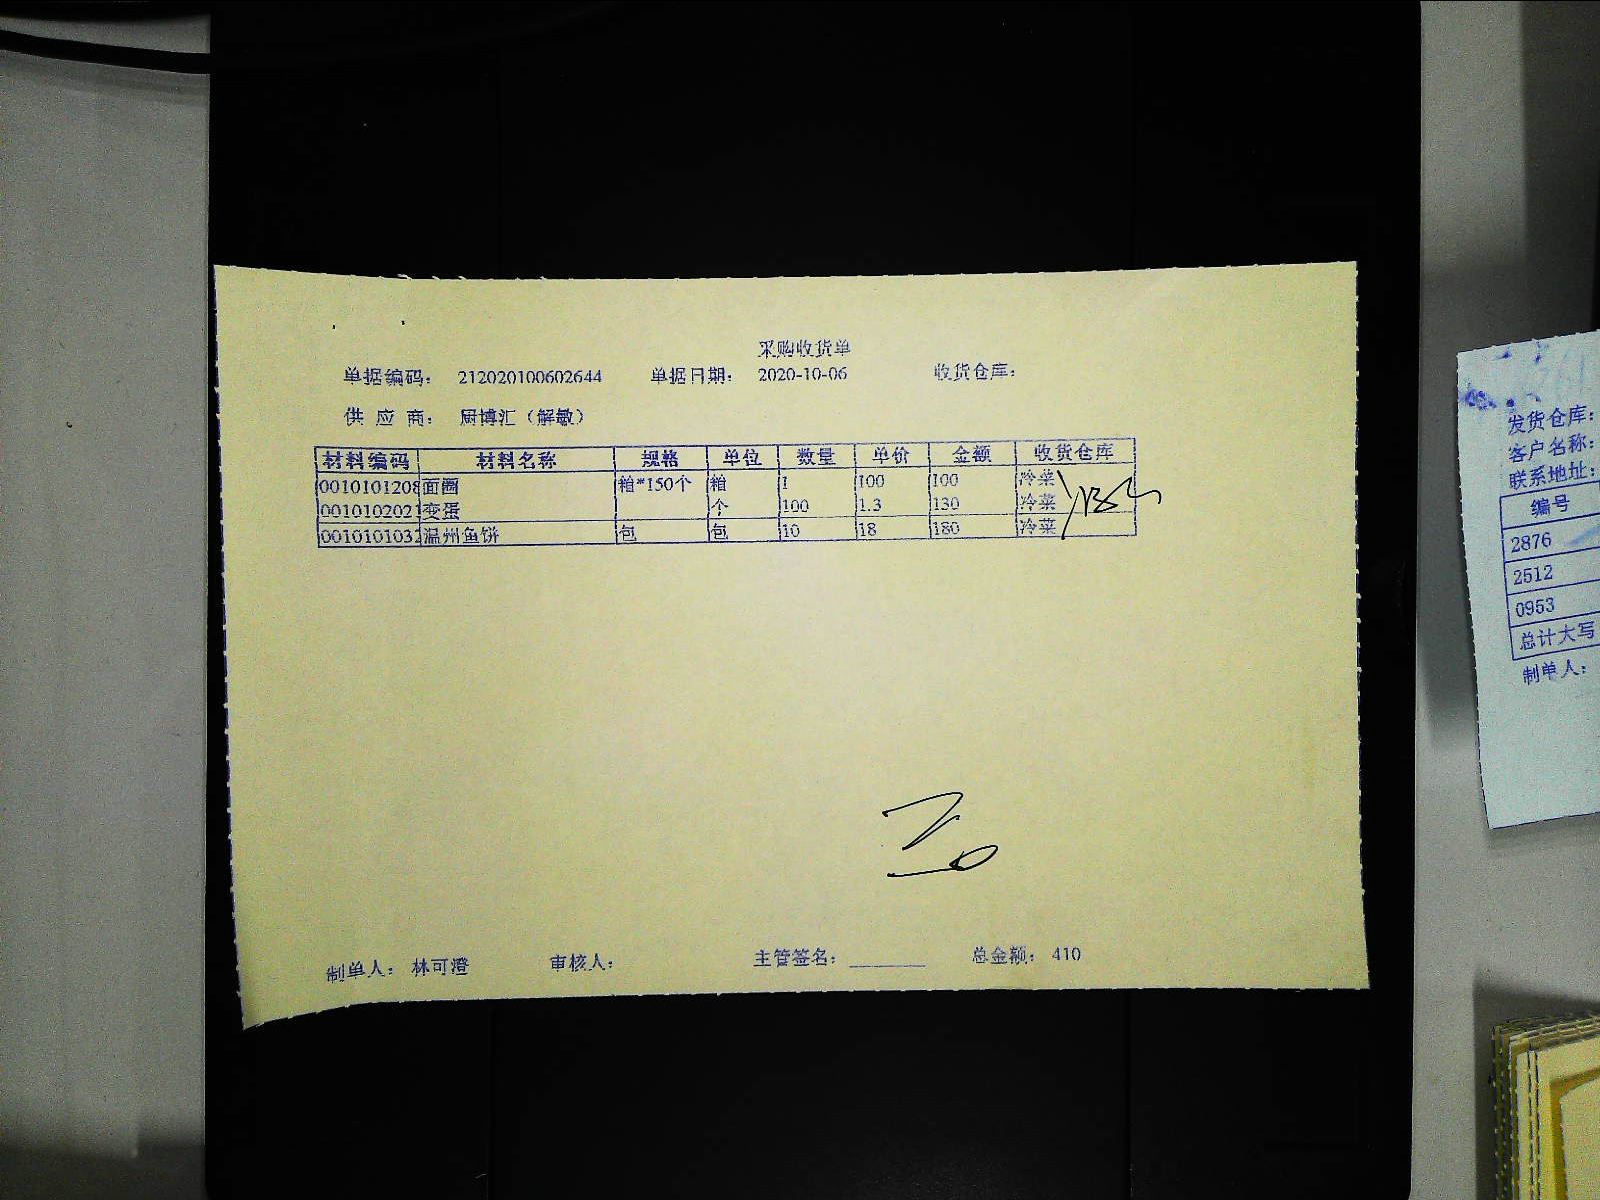 采购收货单
单据编码： 212020100602644 单据日期： 2020-10-06 收货仓库：
供 应 商： 厨博汇（解敏）
材料编码 材料名称 规格 单位 数量 单价 金额 收货仓库
0010101208 面圈 箱*150个 箱 1 100 100 冷菜
0010102021 变蛋 个 100 1.3 130 冷菜
0010101032 温州鱼饼 包 包 10 18 180 冷菜
制单人： 林可澄 审核人： 主管签名： 总金额： 410
发货仓库：
客户名称：
联系地址：
编号
2876
2512
0953
总计大写
制单人：